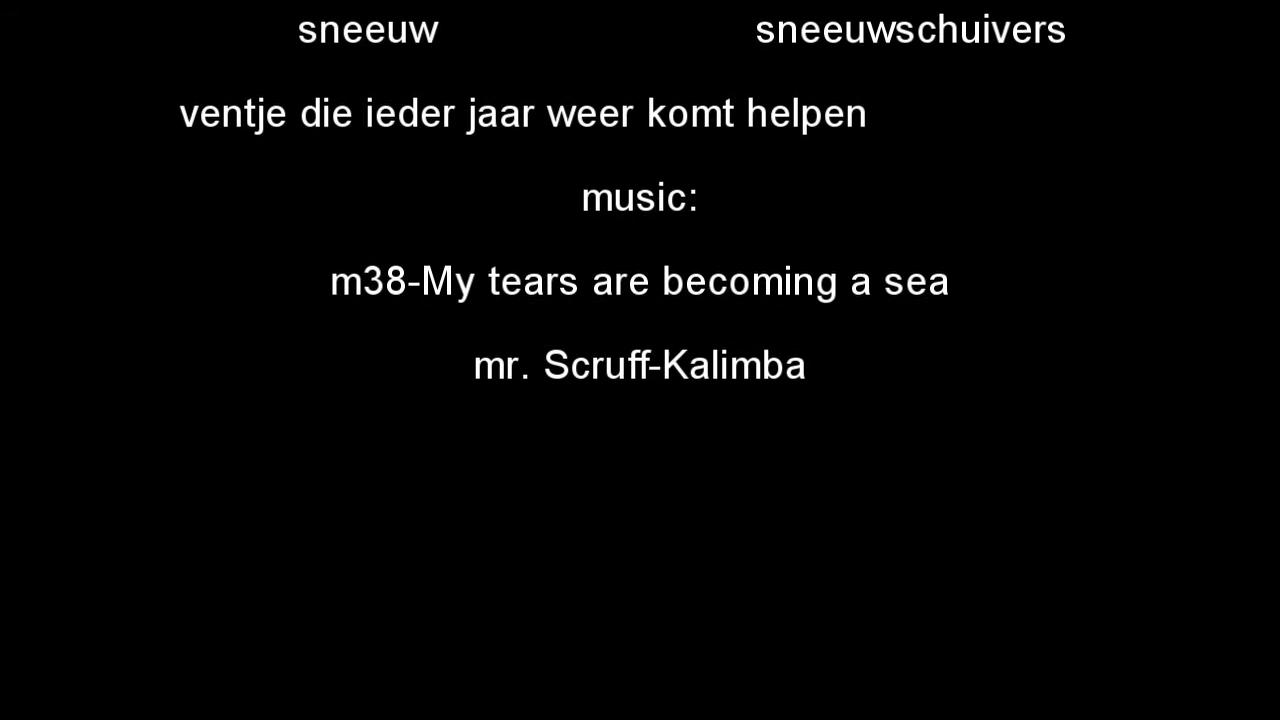 sneeuw sneeuwschuivers
ventje die ieder jaar weer komt helpen
music:
m38-My tears are becoming a sea
mr. Scruff-Kalimba